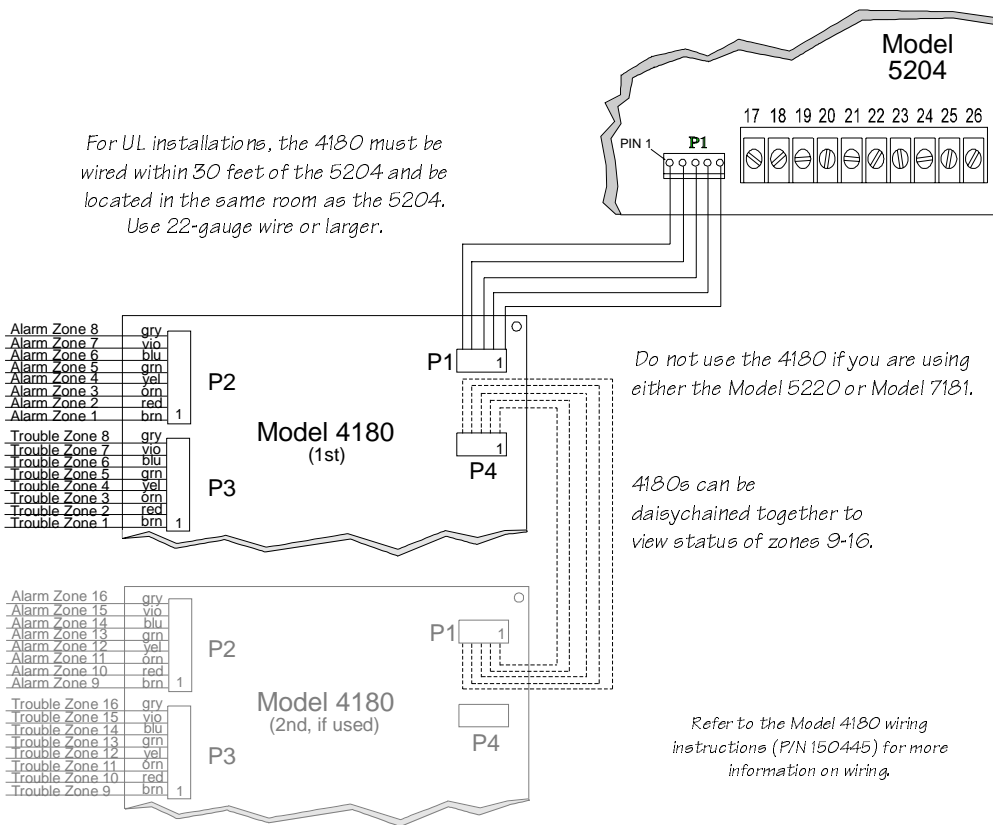 Model
5204
17 18 19 20 21 22 23 24 25 26
PIN 1
P1
For UL installations, the 4180 must be
wired within 30 feet of the 5204 and be
located in the same room as the 5204.
Use 22-gauge wire or larger.
Alarm Zone 8 gry
Alarm Zone 7 vio
Alarm Zone 6 blu
Alarm Zone 5 grn
Alarm Zone 4 yel
Alarm Zone 3 orn
Alarm Zone 2 red
Alarm Zone 1 brn 1
P2
Trouble Zone 8 gry
Trouble Zone 7 vio
Trouble Zone 6 blu
Trouble Zone 5 grn
Trouble Zone 4 yel
Trouble Zone 3 orn
Trouble Zone 2 red
Trouble Zone 1 brn 1
P3
Model 4180
(1st)
P1 1
1
P4
Do not use the 4180 if you are using
either the Model 5220 or Model 7181.
4180s can be
daisychained together to
view status of zones 9-16.
Alarm Zone 16 gry
Alarm Zone 15 vio
Alarm Zone 14 blu
Alarm Zone 13 grn
Alarm Zone 12 yel
Alarm Zone 11 orn
Alarm Zone 10 red
Alarm Zone 9 brn 1
P2
Trouble Zone 16 gry
Trouble Zone 15 vio
Trouble Zone 14 blu
Trouble Zone 13 grn
Trouble Zone 12 yel
Trouble Zone 11 orn
Trouble Zone 10 red
Trouble Zone 9 brn 1
P3
Model 4180
(2nd, if used)
P1 1
P4
Refer to the Model 4180 wiring
instructions (P/N 150445) for more
information on wiring.